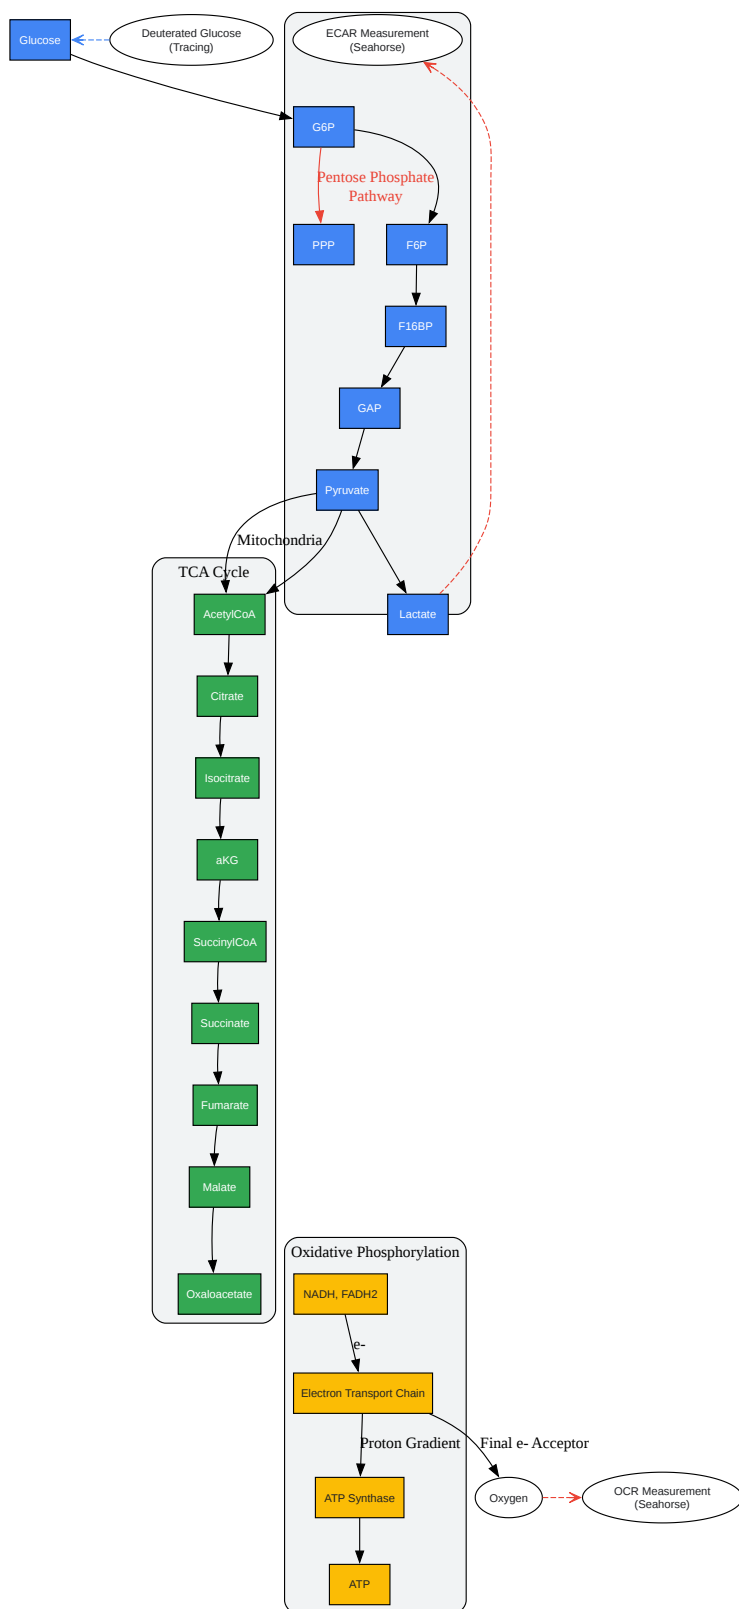 Glucose
Deuterated Glucose
(Tracing)
ECAR Measurement
(Seahorse)
G6P
Pentose Phosphate
Pathway
PPP
F6P
F16BP
GAP
Pyruvate
Mitochondria
TCA Cycle
AcetylCoA
Lactate
Citrate
Isocitrate
aKG
SuccinylCoA
Succinate
Fumarate
Malate
Oxaloacetate
Oxidative Phosphorylation
NADH, FADH2
e-
Electron Transport Chain
Proton Gradient
Final e- Acceptor
ATP Synthase
Oxygen
OCR Measurement
(Seahorse)
ATP